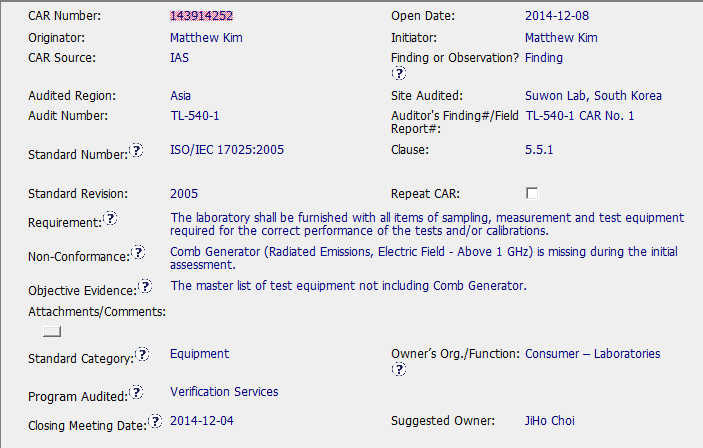 CAR Number: 143914252 Open Date: 2014-12-08
Originator: Matthew Kim Initiator: Matthew Kim
CAR Source: IAS Finding or Observation? Finding
?
Audited Region: Asia Site Audited: Suwon Lab, South Korea
Audit Number: TL-540-1 Auditor's Finding#/Field TL-540-1 CAR No. 1
Report#:
Standard Number: ? ISO/IEC 17025:2005 Clause: 5.5.1
Standard Revision: 2005 Repeat CAR:
Requirement: ? The laboratory shall be furnished with all items of sampling, measurement and test equipment
required for the correct performance of the tests and/or calibrations.
Non-Conformance: ? Comb Generator (Radiated Emissions, Electric Field - Above 1 GHz) is missing during the initial
assessment.
Objective Evidence: ? The master list of test equipment not including Comb Generator.
Attachments/Comments:
Standard Category: ? Equipment Owner's Org./Function: Consumer – Laboratories
?
Program Audited: ? Verification Services
Closing Meeting Date: ? 2014-12-04 Suggested Owner: JiHo Choi